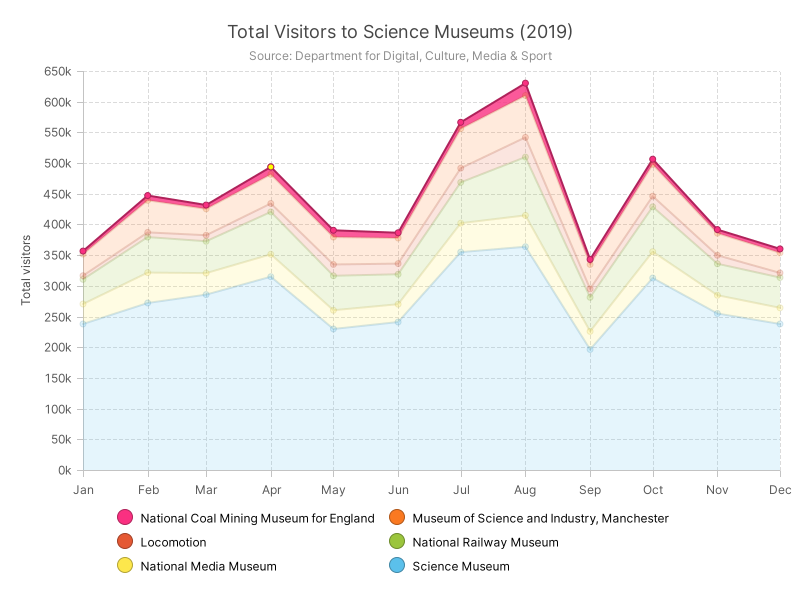 Total Visitors to Science Museums (2019)
Source: Department for Digital, Culture, Media & Sport
650k
600k
550k
500k
450k
400k
350k
300k
250k
200k
150k
100k
50k
0k
Total visitors
Jan Feb Mar Apr May Jun Jul Aug Sep Oct Nov Dec
National Coal Mining Museum for England Museum of Science and Industry, Manchester
Locomotion National Railway Museum
National Media Museum Science Museum